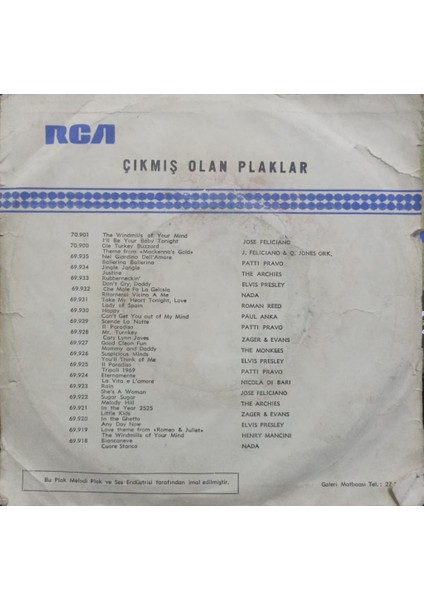 RCA
ÇIKMIŞ OLAN PLAKLAR
70.901 The Windmills of Your Mind
I'll Be Your Baby Tonight JOSE FELICIANO
70.900 Ole Turkey Buzzard
Theme from «Mackenna's Gold» J. FELICIANO & Q. JONES ORK.
69.935 Nel Giardino Dell'Amore
Ballerina Ballerina PATTI PRAVO
69.934 Jingle Jangle
Justine THE ARCHIES
69.933 Rubberneckin'
Don't Cry, Daddy ELVIS PRESLEY
69.932 Che Male Fa La Gelosia
Ritornerai Vicino A Me NADA
69.931 Take My Heart Tonight, Love
Lady of Spain ROMAN REED
69.930 Happy
Can't Get You out of My Mind PAUL ANKA
69.929 Scende La Notte
Il Paradiso PATTI PRAVO
69.928 Mr. Turnkey
Cary Lynn Javes ZAGER & EVANS
69.927 Good Clean Fun
Mommy and Daddy THE MONKEES
69.926 Suspicious Minds
You'll Think of Me ELVIS PRESLEY
69.925 Il Paradiso
Tripoli 1969 PATTI PRAVO
69.924 Eternamente
La Vita e L'amore NICOLA DI BARI
69.923 Rain
She's A Woman JOSE FELICIANO
69.922 Sugar Sugar
Melody Hill THE ARCHIES
69.921 In the Year 2525
Little Kids ZAGER & EVANS
69.920 In the Ghetto
Any Day Now ELVIS PRESLEY
69.919 Love theme from «Romeo & Juliet»
The Windmills of Your Mind HENRY MANCINI
69.918 Biancaneve
Cuore Stanco NADA
Bu Plak Melodi Plak ve Ses Endüstrisi tarafından imal edilmiştir.
Galeri Matbaası Tel.: 27